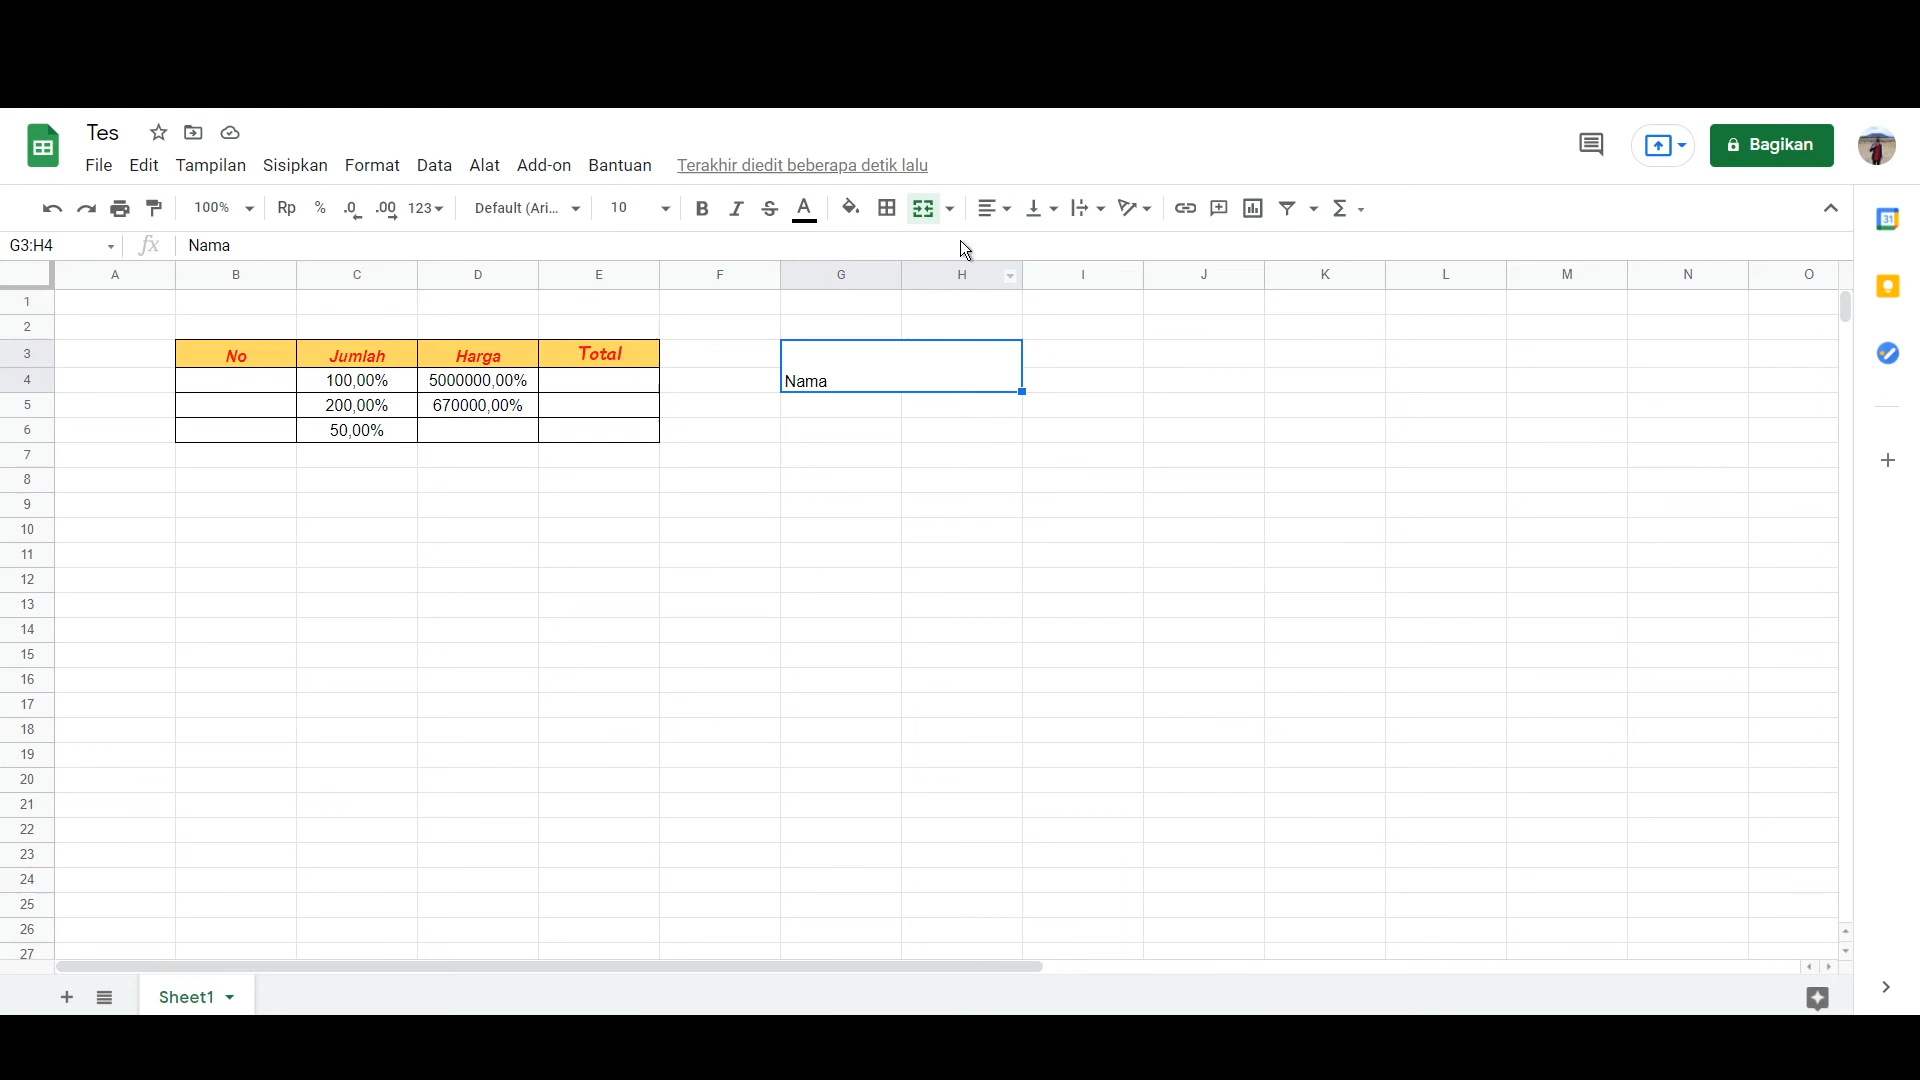 Tes
File Edit Tampilan Sisipkan Format Data Alat Add-on Bantuan Terakhir diedit beberapa detik lalu
Bagikan
100% Rp % .0 .00 123 Default (Ari... 10 B I S A Σ
31
G3:H4 fx Nama
A B C D E F G H I J K L M N O
1
2
3 No Jumlah Harga Total
4 100,00% 5000000,00% Nama
5 200,00% 670000,00%
6 50,00%
7
8
9
10
11
12
13
14
15
16
17
18
19
20
21
22
23
24
25
26
27
Sheet1